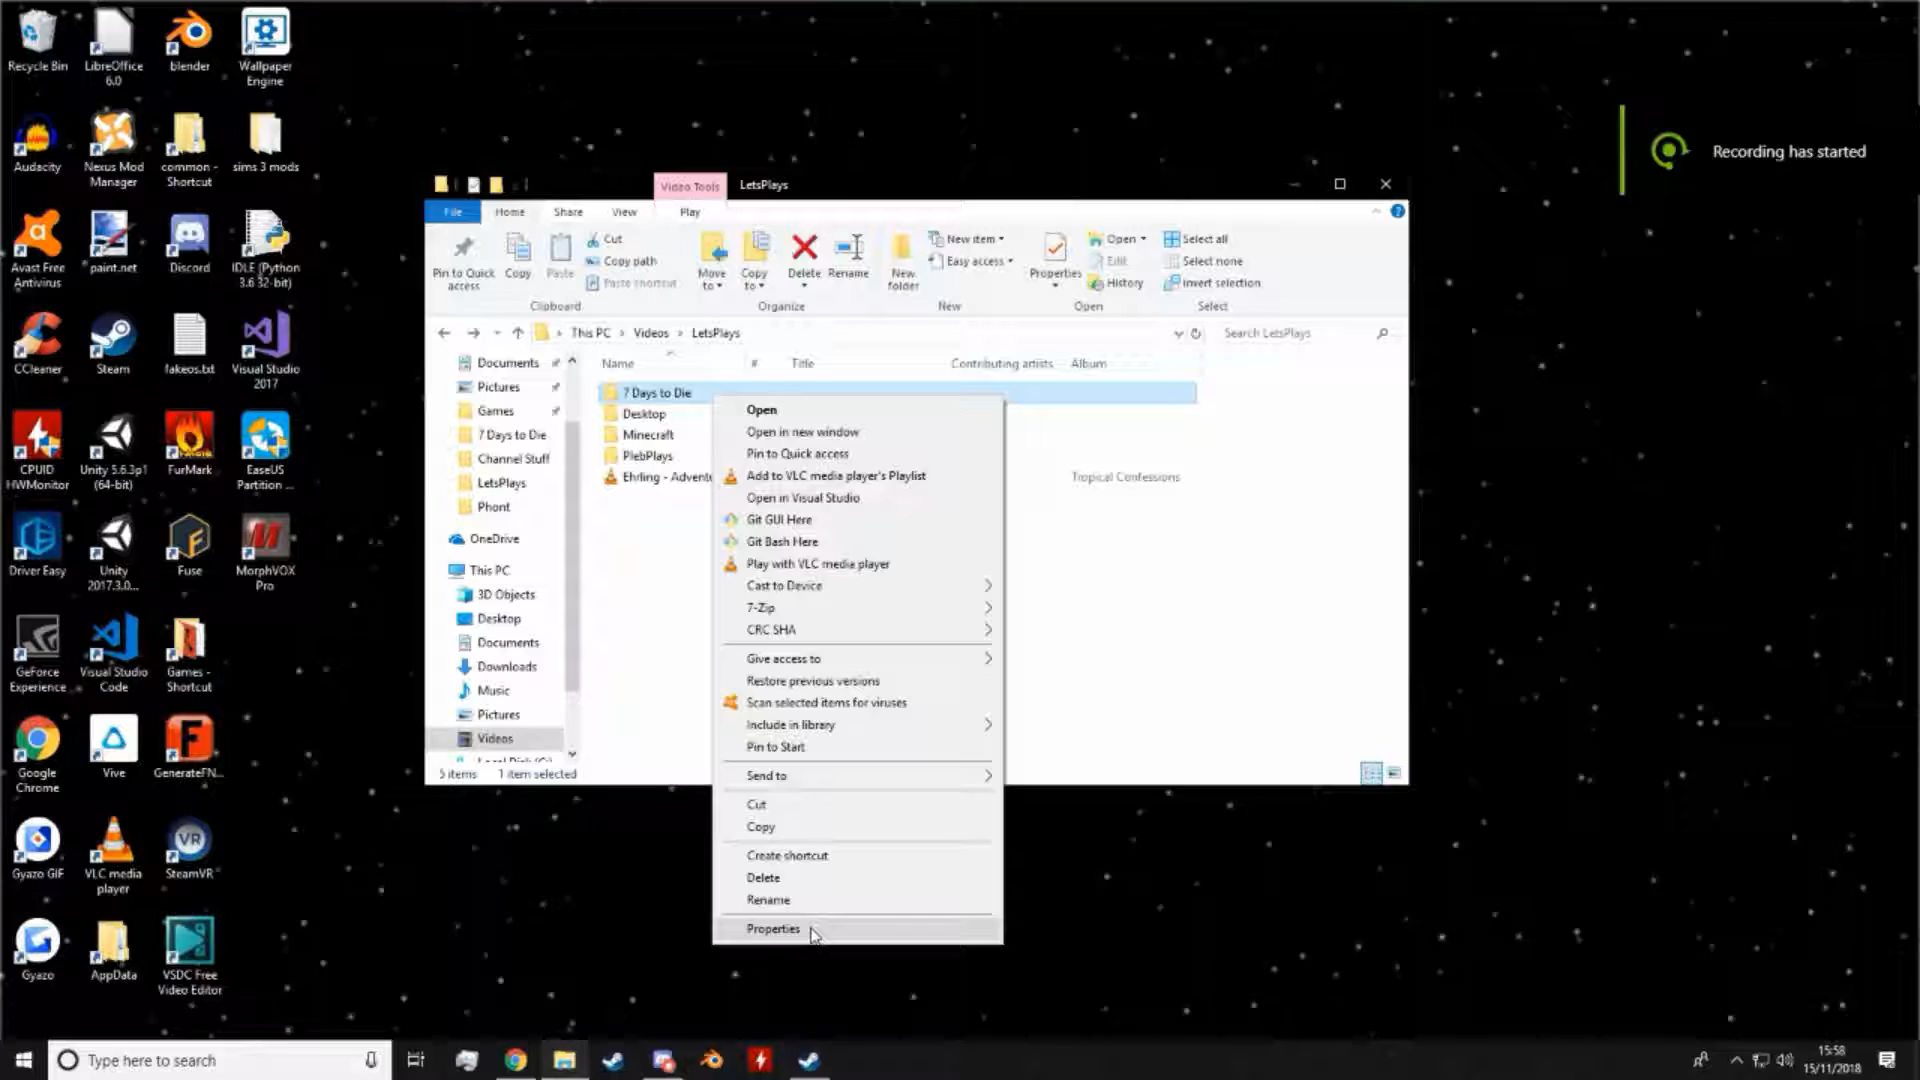 Recycle Bin
LibreOffice
6.0
blender
Wallpaper
Engine
Audacity
Nexus Mod
Manager
common -
Shortcut
sims 3 mods
Avast Free
Antivirus
paint.net
Discord
IDLE (Python
3.6 32-bit)
CCleaner
Steam
fakeos.txt
Visual Studio
2017
CPUID
HWMonitor
Unity 5.6.3p1
(64-bit)
FurMark
EaseUS
Partition ...
Driver Easy
Unity
2017.3.0...
Fuse
MorphVOX
Pro
GeForce
Experience
Visual Studio
Code
Games -
Shortcut
Google
Chrome
Vive
GenerateFN...
Gyazo GIF
VLC media
player
VR
SteamVR
Gyazo
AppData
VSDC Free
Video Editor
Recording has started
Video Tools
LetsPlays
File
Home
Share
View
Play
Pin to Quick
access
Copy
Paste
Cut
Copy path
Paste shortcut
Clipboard
Move
to
Copy
to
Delete
Rename
Organize
New
folder
New item
Easy access
New
Properties
Open
Edit
History
Open
Select all
Select none
Invert selection
Select
This PC > Videos > LetsPlays
Search LetsPlays
Name
#
Title
Contributing artists
Album
Documents
Pictures
Games
7 Days to Die
Channel Stuff
LetsPlays
Phont
OneDrive
This PC
3D Objects
Desktop
Documents
Downloads
Music
Pictures
Videos
7 Days to Die
Desktop
Minecraft
PlebPlays
Ehrling - Advent
Tropical Confessions
5 items
1 item selected
Open
Open in new window
Pin to Quick access
Add to VLC media player's Playlist
Open in Visual Studio
Git GUI Here
Git Bash Here
Play with VLC media player
Cast to Device
7-Zip
CRC SHA
Give access to
Restore previous versions
Scan selected items for viruses
Include in library
Pin to Start
Send to
Cut
Copy
Create shortcut
Delete
Rename
Properties
Type here to search
15:58
15/11/2018